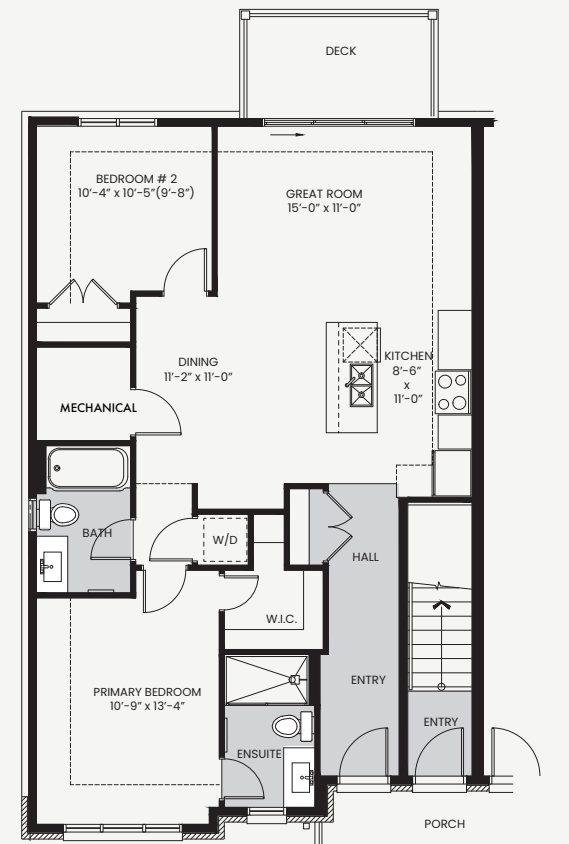 DECK
BEDROOM # 2
10'-4" x 10'-5"(9'-8")
GREAT ROOM
15'-0" x 11'-0"
DINING
11'-2" x 11'-0"
KITCHEN
8'-6"
x
11'-0"
MECHANICAL
BATH
W/D
HALL
W.I.C.
PRIMARY BEDROOM
10'-9" x 13'-4"
ENTRY
ENTRY
ENSUITE
PORCH